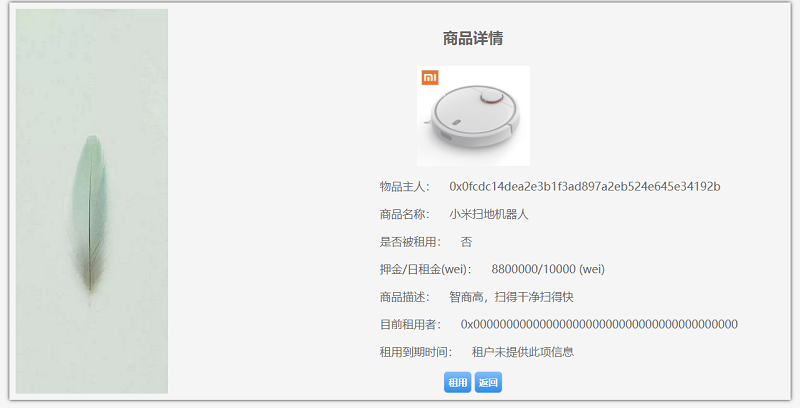 商品详情
mi
物品主人： 0x0fcdc14dea2e3b1f3ad897a2eb524e645e34192b
商品名称： 小米扫地机器人
是否被租用： 否
押金/日租金(wei)： 8800000/10000 (wei)
商品描述： 智商高，扫得干净扫得快
目前租用者： 0x0000000000000000000000000000000000000000
租用到期时间： 租户未提供此项信息
租用 返回